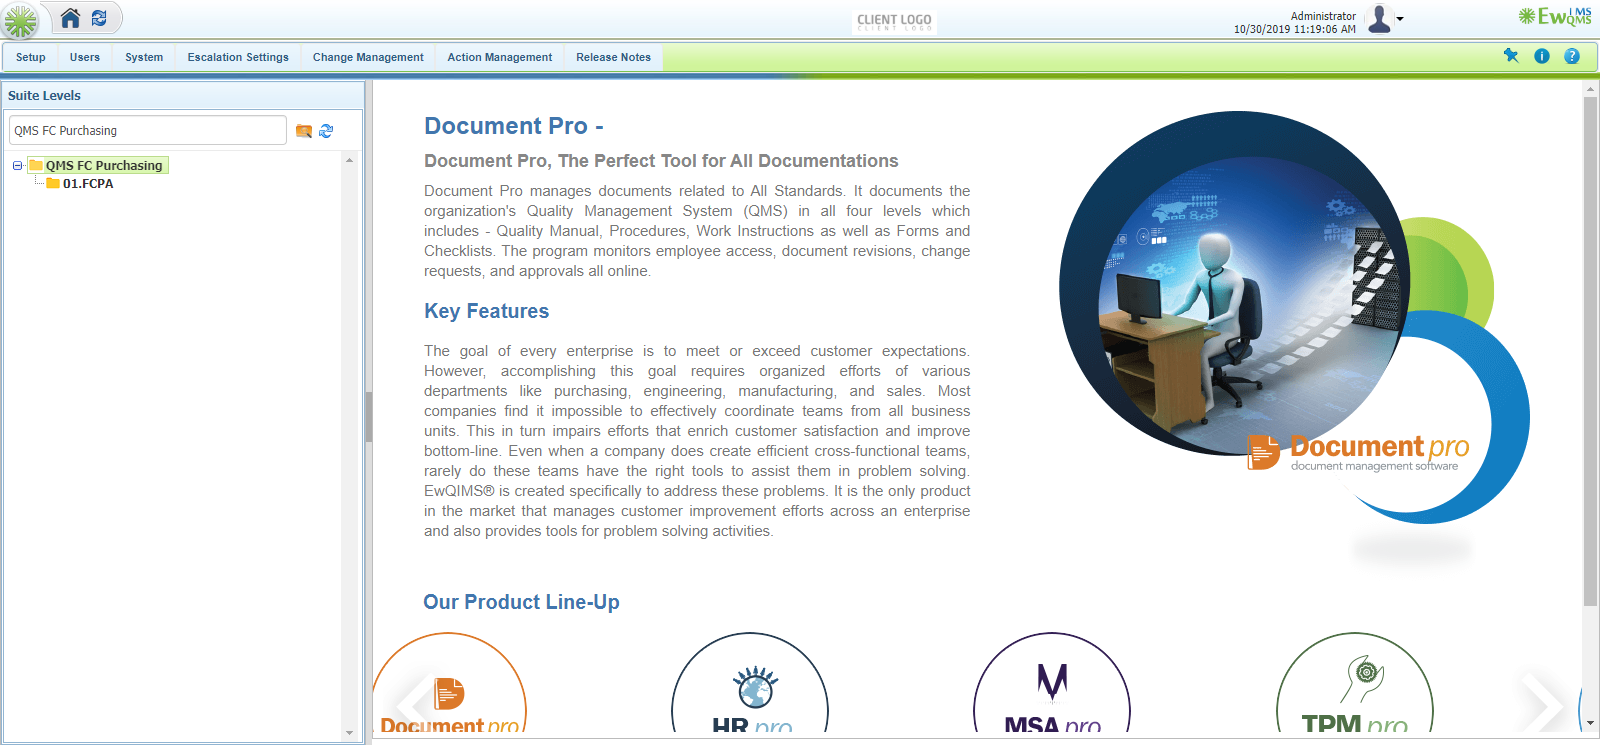 CLIENT LOGO
Administrator
10/30/2019 11:19:06 AM
EwQIMS
QMS
Setup Users System Escalation Settings Change Management Action Management Release Notes
Suite Levels
QMS FC Purchasing
QMS FC Purchasing
01.FCPA
Document Pro -
Document Pro, The Perfect Tool for All Documentations
Document Pro manages documents related to All Standards. It documents the
organization's Quality Management System (QMS) in all four levels which
includes - Quality Manual, Procedures, Work Instructions as well as Forms and
Checklists. The program monitors employee access, document revisions, change
requests, and approvals all online.
Key Features
The goal of every enterprise is to meet or exceed customer expectations.
However, accomplishing this goal requires organized efforts of various
departments like purchasing, engineering, manufacturing, and sales. Most
companies find it impossible to effectively coordinate teams from all business
units. This in turn impairs efforts that enrich customer satisfaction and improve
bottom-line. Even when a company does create efficient cross-functional teams,
rarely do these teams have the right tools to assist them in problem solving.
EwQIMS® is created specifically to address these problems. It is the only product
in the market that manages customer improvement efforts across an enterprise
and also provides tools for problem solving activities.
Document pro
document management software
Our Product Line-Up
Document pro
HR pro
MSA pro
TPM pro